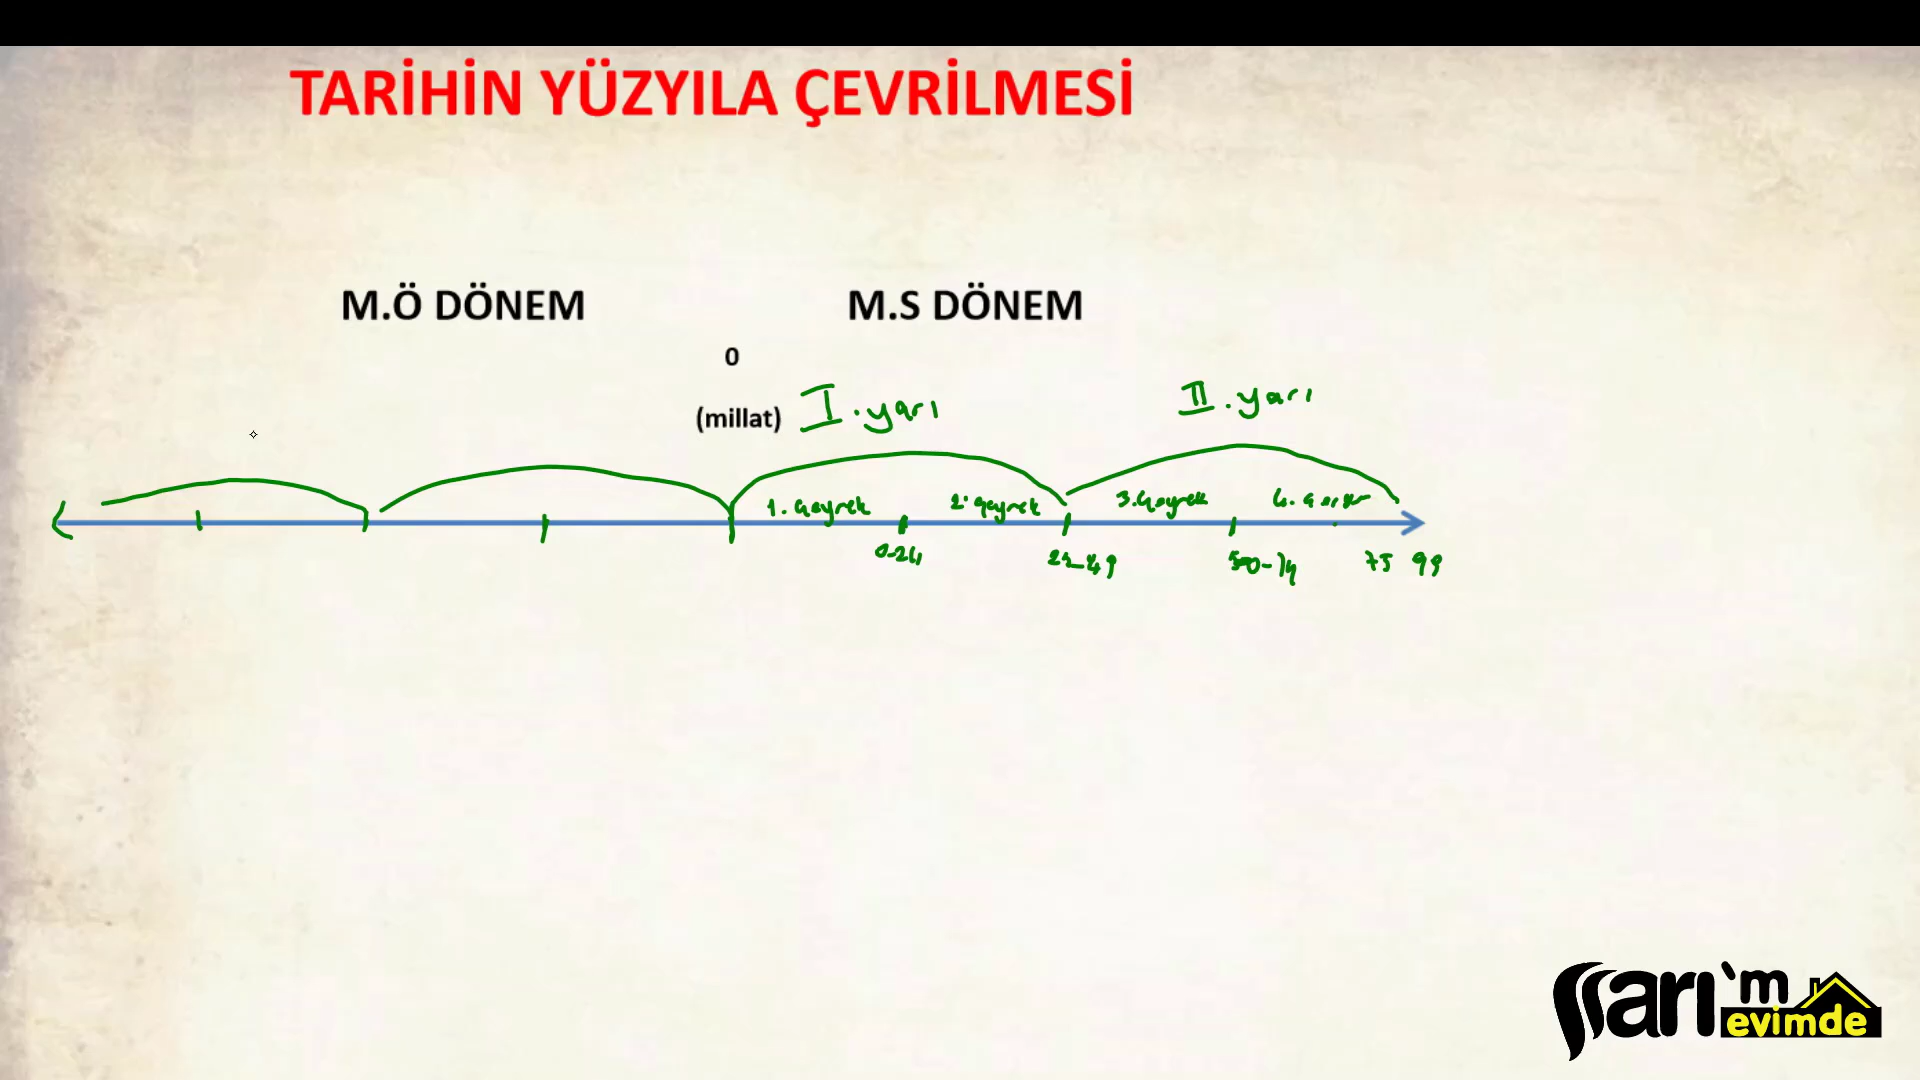 TARİHİN YÜZYILA ÇEVRİLMESİ
M.Ö DÖNEM M.S DÖNEM
0
(millat) I. yarı II. yarı
1. çeyrek 2. çeyrek 3. çeyrek 4.
0-24 25-49 50-74 75 99
Sarı'm
evimde